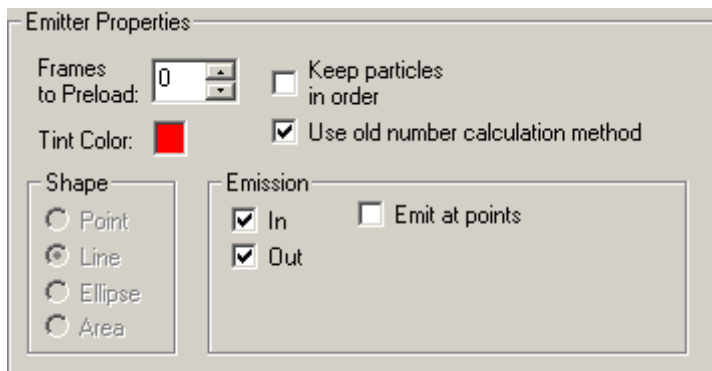 Emitter Properties
Frames
to Preload:
0
Keep particles
in order
Tint Color:
Use old number calculation method
Shape
Point
Line
Ellipse
Area
Emission
In
Emit at points
Out